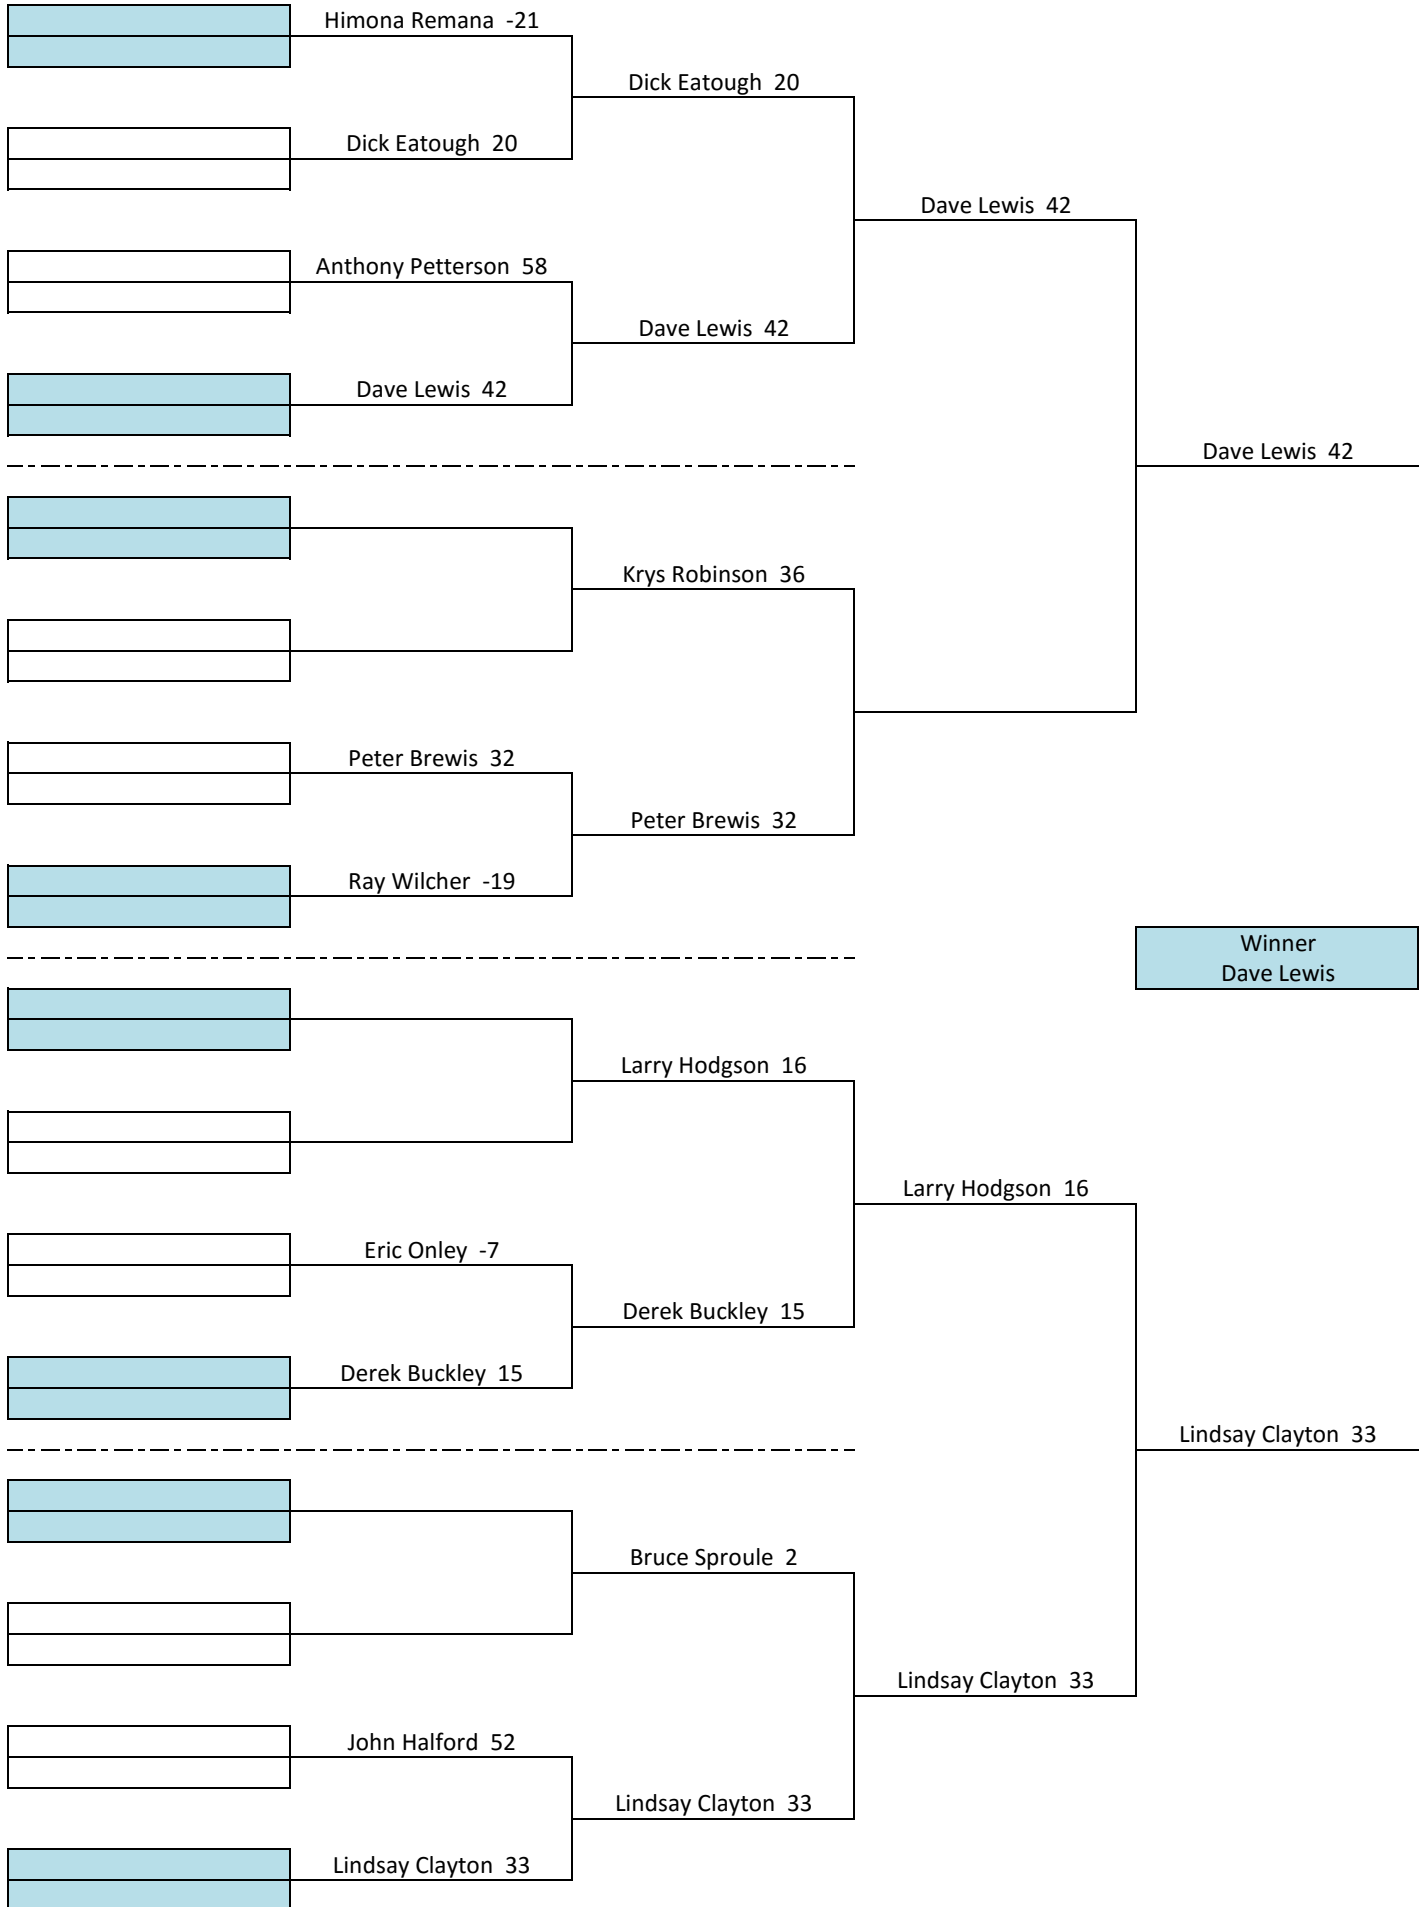 Himona Remana -21
Dick Eatough 20
Dick Eatough 20
Dave Lewis 42
Anthony Petterson 58
Dave Lewis 42
Dave Lewis 42
Dave Lewis 42
Krys Robinson 36
Peter Brewis 32
Peter Brewis 32
Ray Wilcher -19
Winner
Dave Lewis
Larry Hodgson 16
Larry Hodgson 16
Eric Onley -7
Derek Buckley 15
Derek Buckley 15
Lindsay Clayton 33
Bruce Sproule 2
Lindsay Clayton 33
John Halford 52
Lindsay Clayton 33
Lindsay Clayton 33